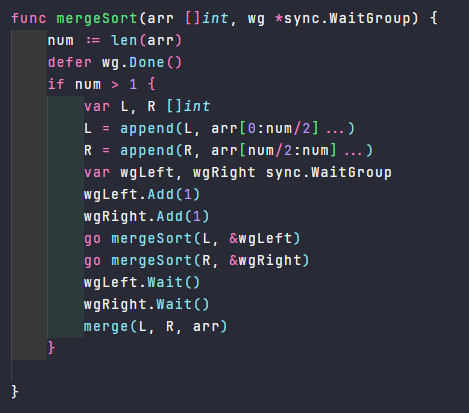 func mergeSort(arr []int, wg *sync.WaitGroup) {
    num := len(arr)
    defer wg.Done()
    if num > 1 {
        var L, R []int
        L = append(L, arr[0:num/2]...)
        R = append(R, arr[num/2:num]...)
        var wgLeft, wgRight sync.WaitGroup
        wgLeft.Add(1)
        wgRight.Add(1)
        go mergeSort(L, &wgLeft)
        go mergeSort(R, &wgRight)
        wgLeft.Wait()
        wgRight.Wait()
        merge(L, R, arr)
    }
}